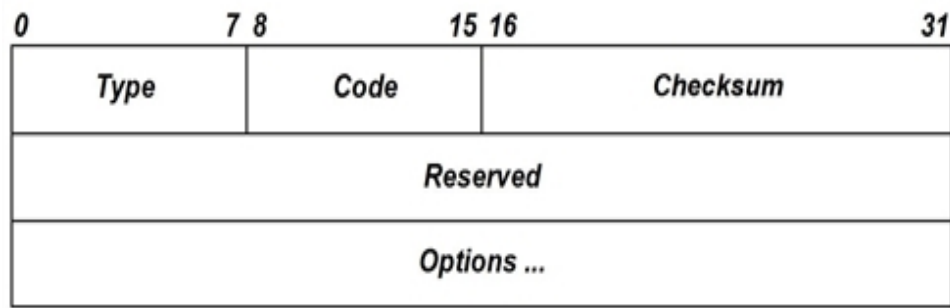 0 7 8 15 16 31
Type Code Checksum
Reserved
Options ...